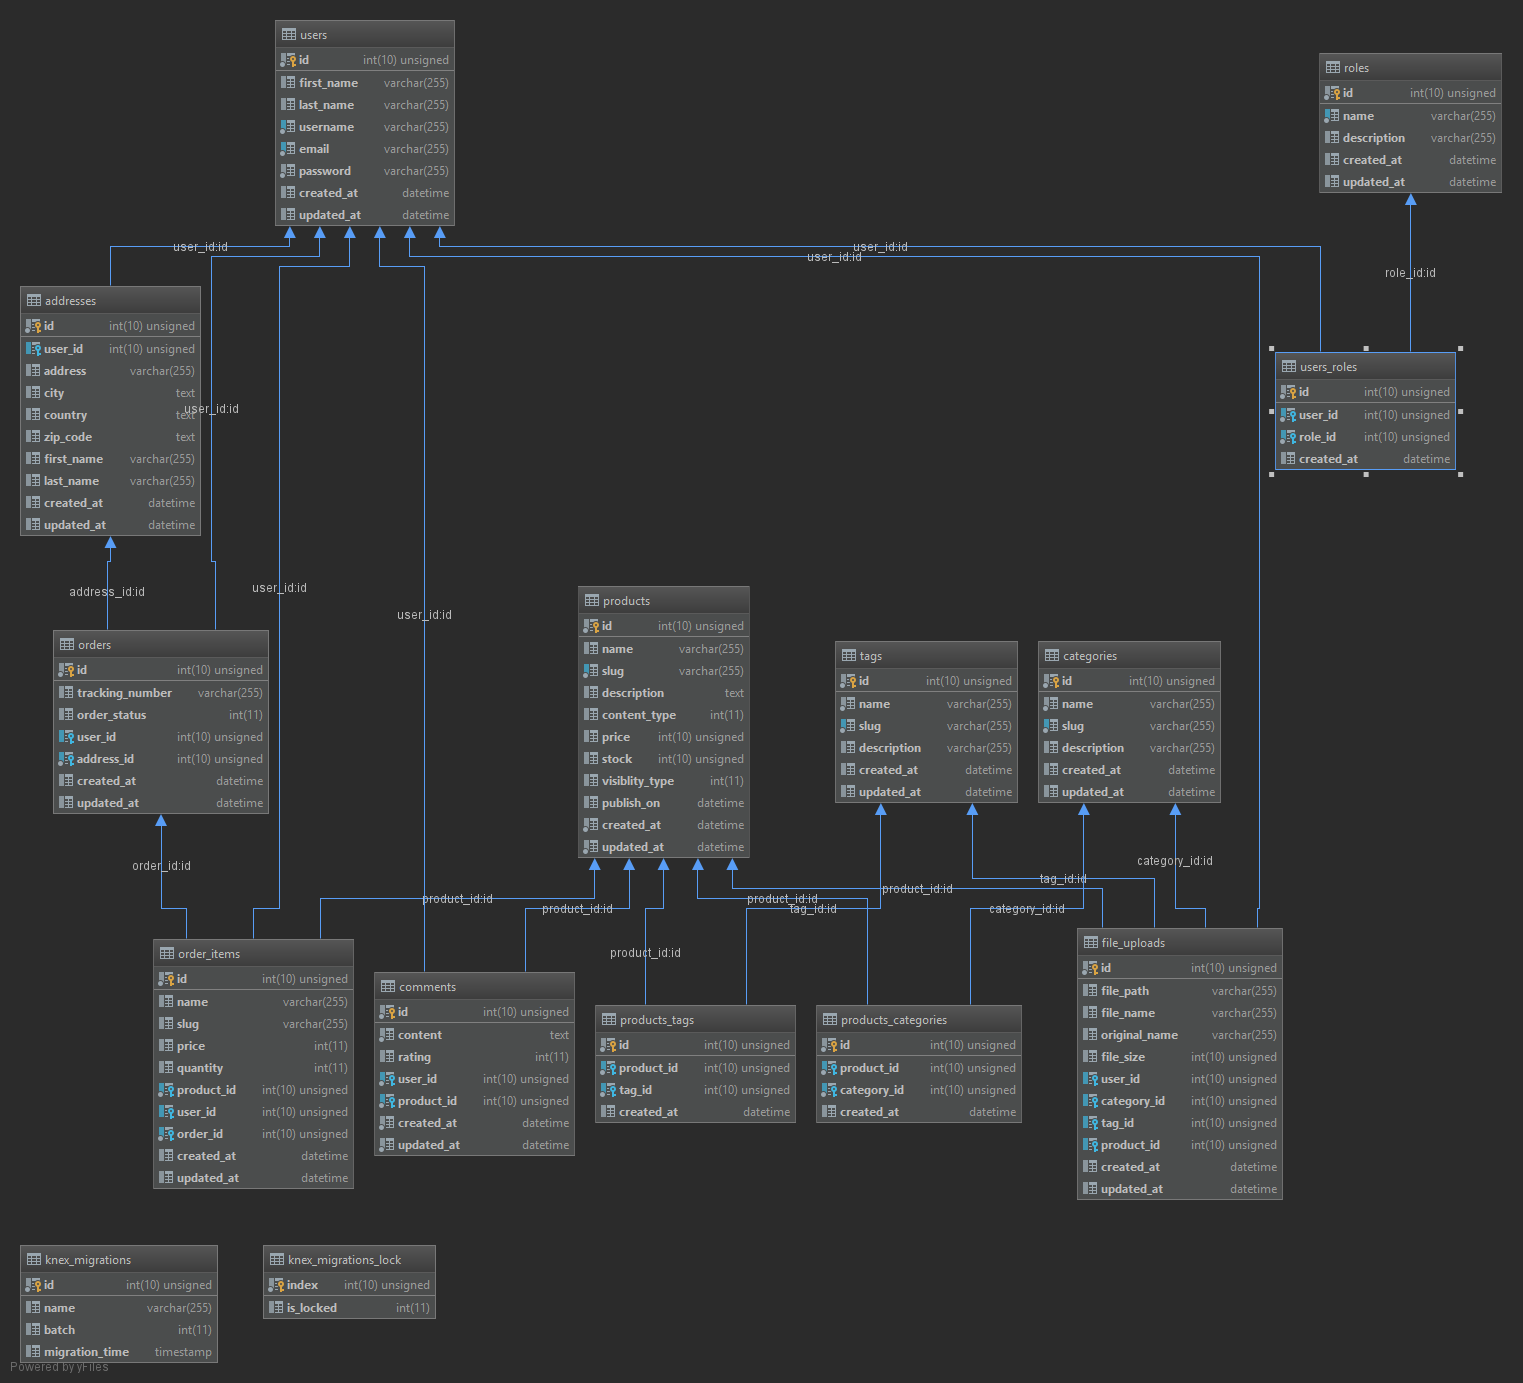 users
id int(10) unsigned
first_name varchar(255)
last_name varchar(255)
username varchar(255)
email varchar(255)
password varchar(255)
created_at datetime
updated_at datetime
roles
id int(10) unsigned
name varchar(255)
description varchar(255)
created_at datetime
updated_at datetime
user_id:id
user_id:id
user_id:id
role_id:id
addresses
id int(10) unsigned
user_id int(10) unsigned
address varchar(255)
city text
country text
zip_code text
first_name varchar(255)
last_name varchar(255)
created_at datetime
updated_at datetime
user_id:id
users_roles
id int(10) unsigned
user_id int(10) unsigned
role_id int(10) unsigned
created_at datetime
address_id:id
user_id:id
user_id:id
orders
id int(10) unsigned
tracking_number varchar(255)
order_status int(11)
user_id int(10) unsigned
address_id int(10) unsigned
created_at datetime
updated_at datetime
products
id int(10) unsigned
name varchar(255)
slug varchar(255)
description text
content_type int(11)
price int(10) unsigned
stock int(10) unsigned
visiblity_type int(11)
publish_on datetime
created_at datetime
updated_at datetime
tags
id int(10) unsigned
name varchar(255)
slug varchar(255)
description varchar(255)
created_at datetime
updated_at datetime
categories
id int(10) unsigned
name varchar(255)
slug varchar(255)
description varchar(255)
created_at datetime
updated_at datetime
order_id:id
category_id:id
tag_id:id
product_id:id
product_id:id
product_id:id
product_id:id
tag_id:id
category_id:id
product_id:id
order_items
id int(10) unsigned
name varchar(255)
slug varchar(255)
price int(11)
quantity int(11)
product_id int(10) unsigned
user_id int(10) unsigned
order_id int(10) unsigned
created_at datetime
updated_at datetime
comments
id int(10) unsigned
content text
rating int(11)
user_id int(10) unsigned
product_id int(10) unsigned
created_at datetime
updated_at datetime
products_tags
id int(10) unsigned
product_id int(10) unsigned
tag_id int(10) unsigned
created_at datetime
products_categories
id int(10) unsigned
product_id int(10) unsigned
category_id int(10) unsigned
created_at datetime
file_uploads
id int(10) unsigned
file_path varchar(255)
file_name varchar(255)
original_name varchar(255)
file_size int(10) unsigned
user_id int(10) unsigned
category_id int(10) unsigned
tag_id int(10) unsigned
product_id int(10) unsigned
created_at datetime
updated_at datetime
knex_migrations
id int(10) unsigned
name varchar(255)
batch int(11)
migration_time timestamp
knex_migrations_lock
index int(10) unsigned
is_locked int(11)
Powered by yFiles